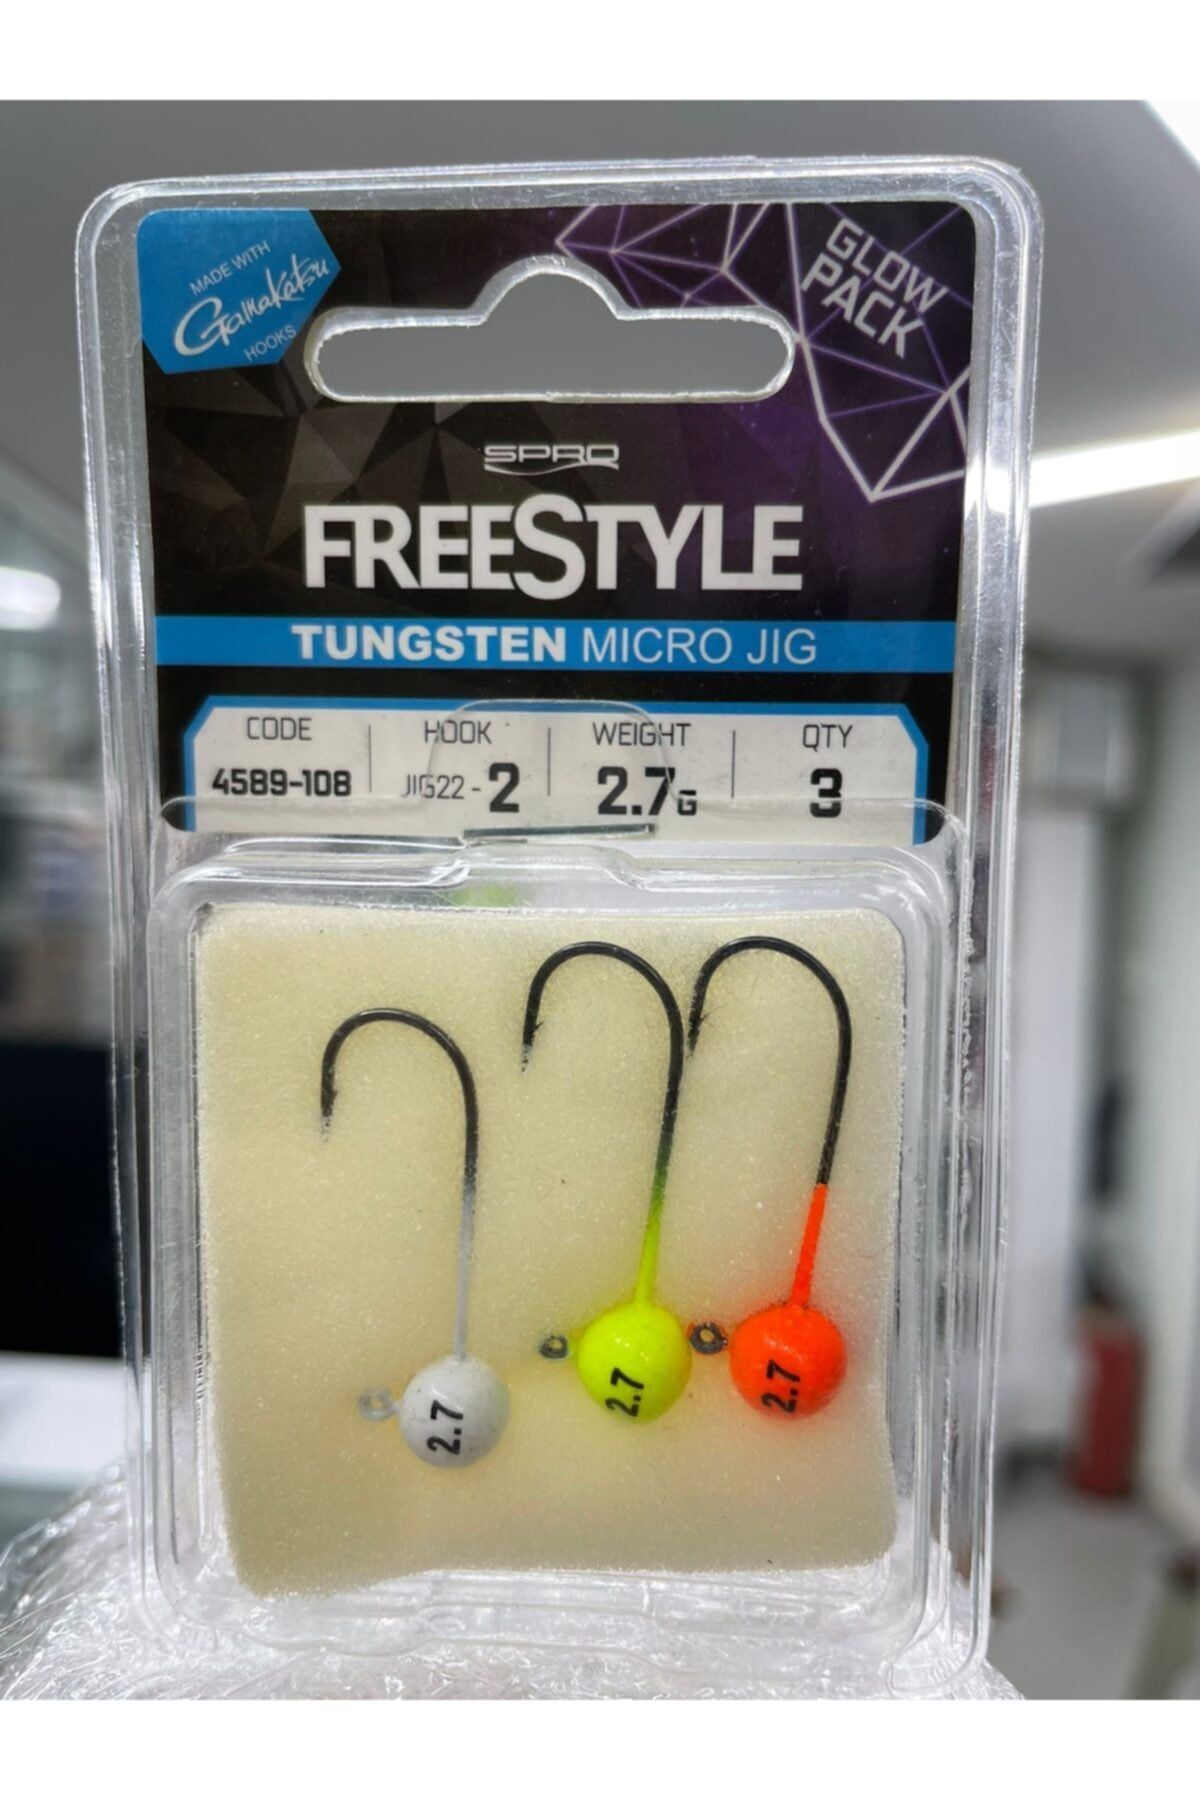 MADE WITH
Gamakatsu
HOOKS
GLOW
PACK
SPRO
FREESTYLE
TUNGSTEN MICRO JIG
CODE HOOK WEIGHT QTY
4589-108 JIG22-2 2.7G 3
2.7 2.7 2.7